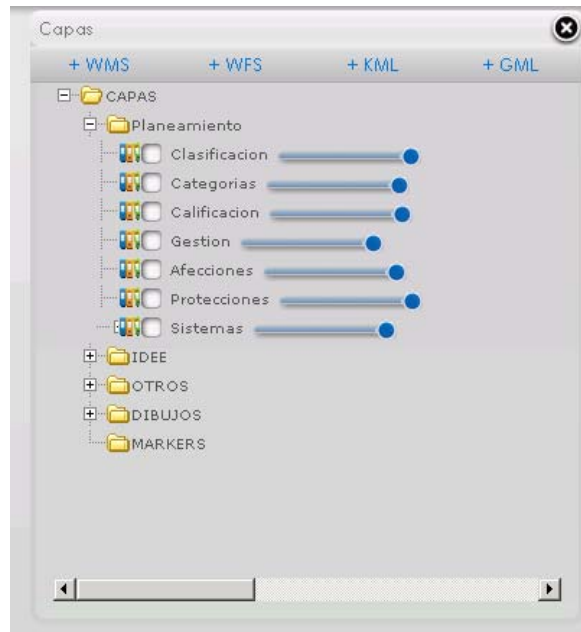 Capas
+ WMS + WFS + KML + GML
CAPAS
Planeamiento
Clasificacion
Categorias
Calificacion
Gestion
Afecciones
Protecciones
Sistemas
IDEE
OTROS
DIBUJOS
MARKERS